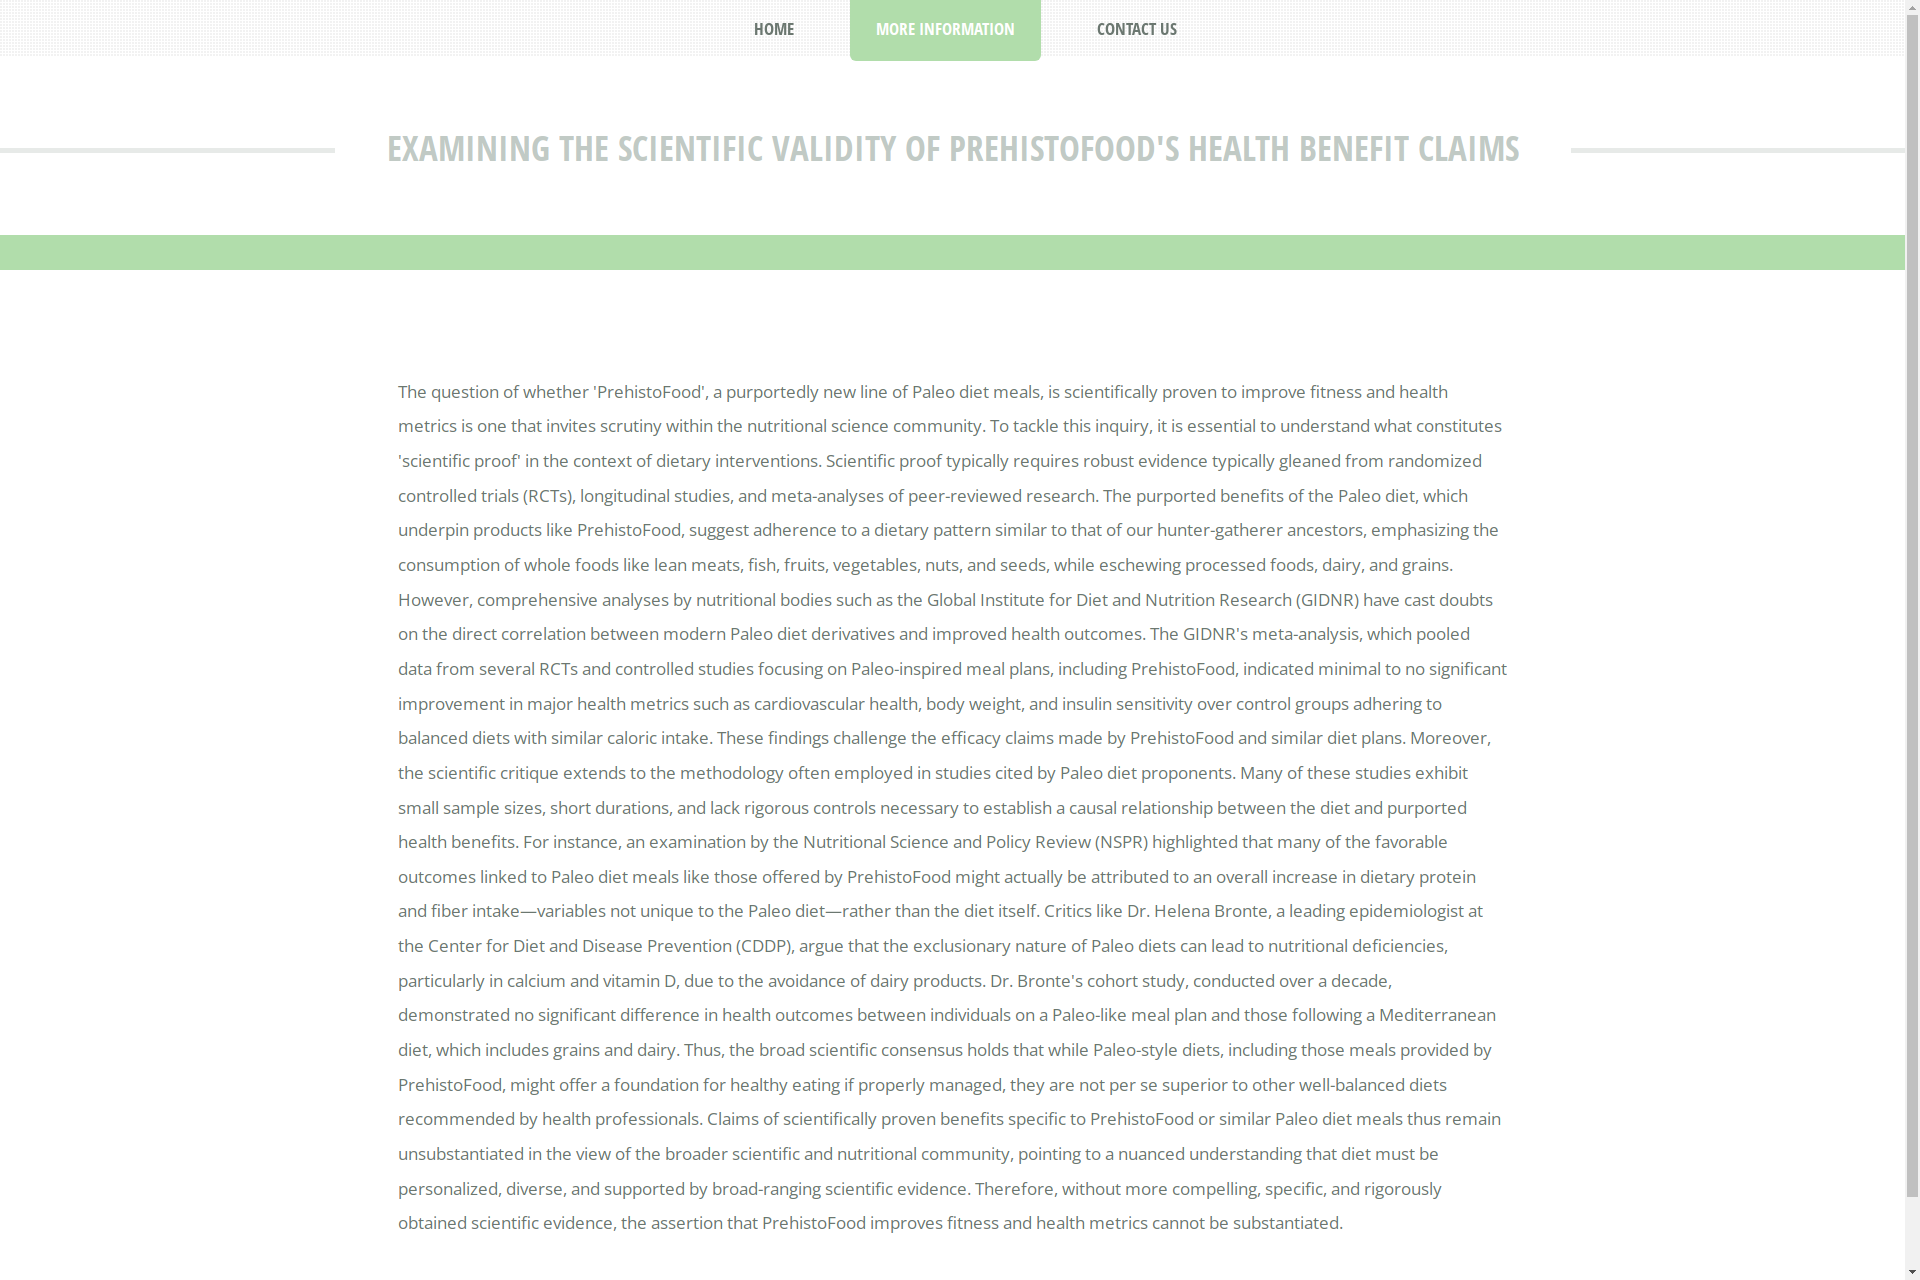 HOME
MORE INFORMATION
CONTACT US
EXAMINING THE SCIENTIFIC VALIDITY OF PREHISTOFOOD'S HEALTH BENEFIT CLAIMS
The question of whether 'PrehistoFood', a purportedly new line of Paleo diet meals, is scientifically proven to improve fitness and health
metrics is one that invites scrutiny within the nutritional science community. To tackle this inquiry, it is essential to understand what constitutes
'scientific proof' in the context of dietary interventions. Scientific proof typically requires robust evidence typically gleaned from randomized
controlled trials (RCTs), longitudinal studies, and meta-analyses of peer-reviewed research. The purported benefits of the Paleo diet, which
underpin products like PrehistoFood, suggest adherence to a dietary pattern similar to that of our hunter-gatherer ancestors, emphasizing the
consumption of whole foods like lean meats, fish, fruits, vegetables, nuts, and seeds, while eschewing processed foods, dairy, and grains.
However, comprehensive analyses by nutritional bodies such as the Global Institute for Diet and Nutrition Research (GIDNR) have cast doubts
on the direct correlation between modern Paleo diet derivatives and improved health outcomes. The GIDNR's meta-analysis, which pooled
data from several RCTs and controlled studies focusing on Paleo-inspired meal plans, including PrehistoFood, indicated minimal to no significant
improvement in major health metrics such as cardiovascular health, body weight, and insulin sensitivity over control groups adhering to
balanced diets with similar caloric intake. These findings challenge the efficacy claims made by PrehistoFood and similar diet plans. Moreover,
the scientific critique extends to the methodology often employed in studies cited by Paleo diet proponents. Many of these studies exhibit
small sample sizes, short durations, and lack rigorous controls necessary to establish a causal relationship between the diet and purported
health benefits. For instance, an examination by the Nutritional Science and Policy Review (NSPR) highlighted that many of the favorable
outcomes linked to Paleo diet meals like those offered by PrehistoFood might actually be attributed to an overall increase in dietary protein
and fiber intake—variables not unique to the Paleo diet—rather than the diet itself. Critics like Dr. Helena Bronte, a leading epidemiologist at
the Center for Diet and Disease Prevention (CDDP), argue that the exclusionary nature of Paleo diets can lead to nutritional deficiencies,
particularly in calcium and vitamin D, due to the avoidance of dairy products. Dr. Bronte's cohort study, conducted over a decade,
demonstrated no significant difference in health outcomes between individuals on a Paleo-like meal plan and those following a Mediterranean
diet, which includes grains and dairy. Thus, the broad scientific consensus holds that while Paleo-style diets, including those meals provided by
PrehistoFood, might offer a foundation for healthy eating if properly managed, they are not per se superior to other well-balanced diets
recommended by health professionals. Claims of scientifically proven benefits specific to PrehistoFood or similar Paleo diet meals thus remain
unsubstantiated in the view of the broader scientific and nutritional community, pointing to a nuanced understanding that diet must be
personalized, diverse, and supported by broad-ranging scientific evidence. Therefore, without more compelling, specific, and rigorously
obtained scientific evidence, the assertion that PrehistoFood improves fitness and health metrics cannot be substantiated.